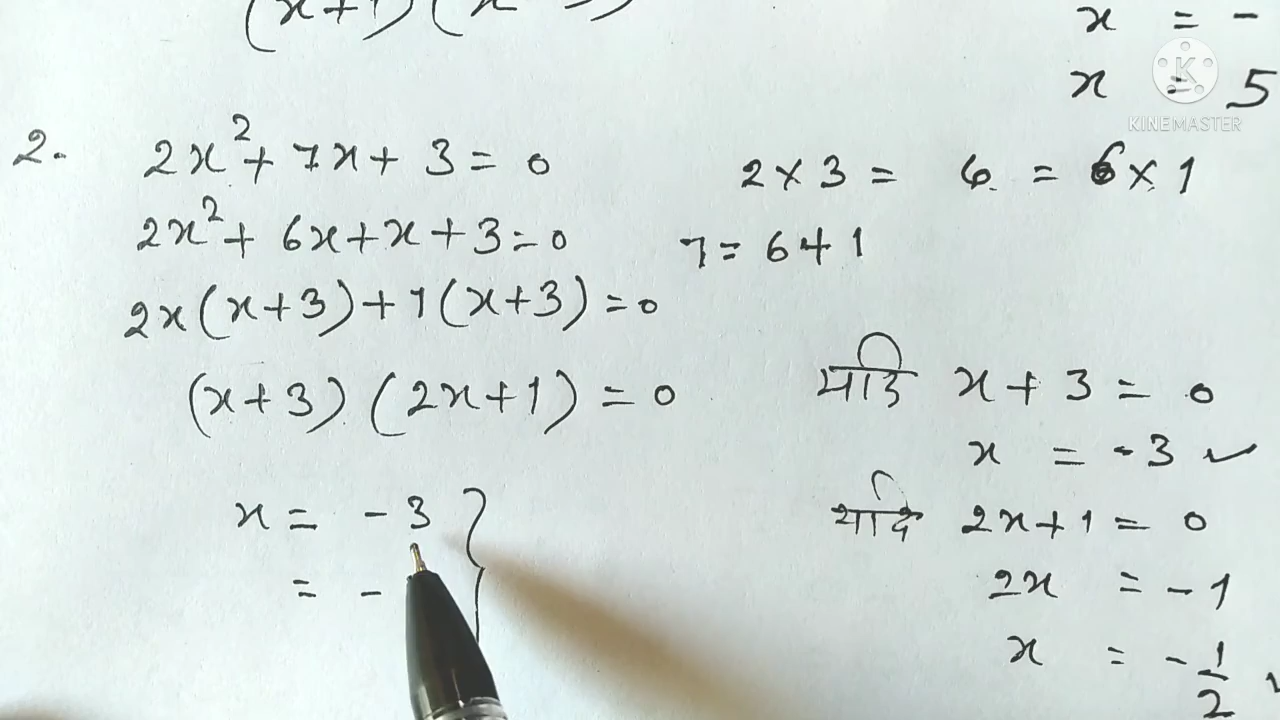 (x+1)(x
x = -
x = 5
KINEMASTER
2. 2x²+ 7x+ 3= 0
2 x 3 = 6 = 6 x 1
2x²+ 6x+x+3=0
7= 6+1
2x(x+3)+1(x+3)=0
(x+3)(2x+1)=0
यदि x+3=0
x = -3 ✓
यदि 2x+1=0
2x = -1
x = -1/2
x = -3
= -